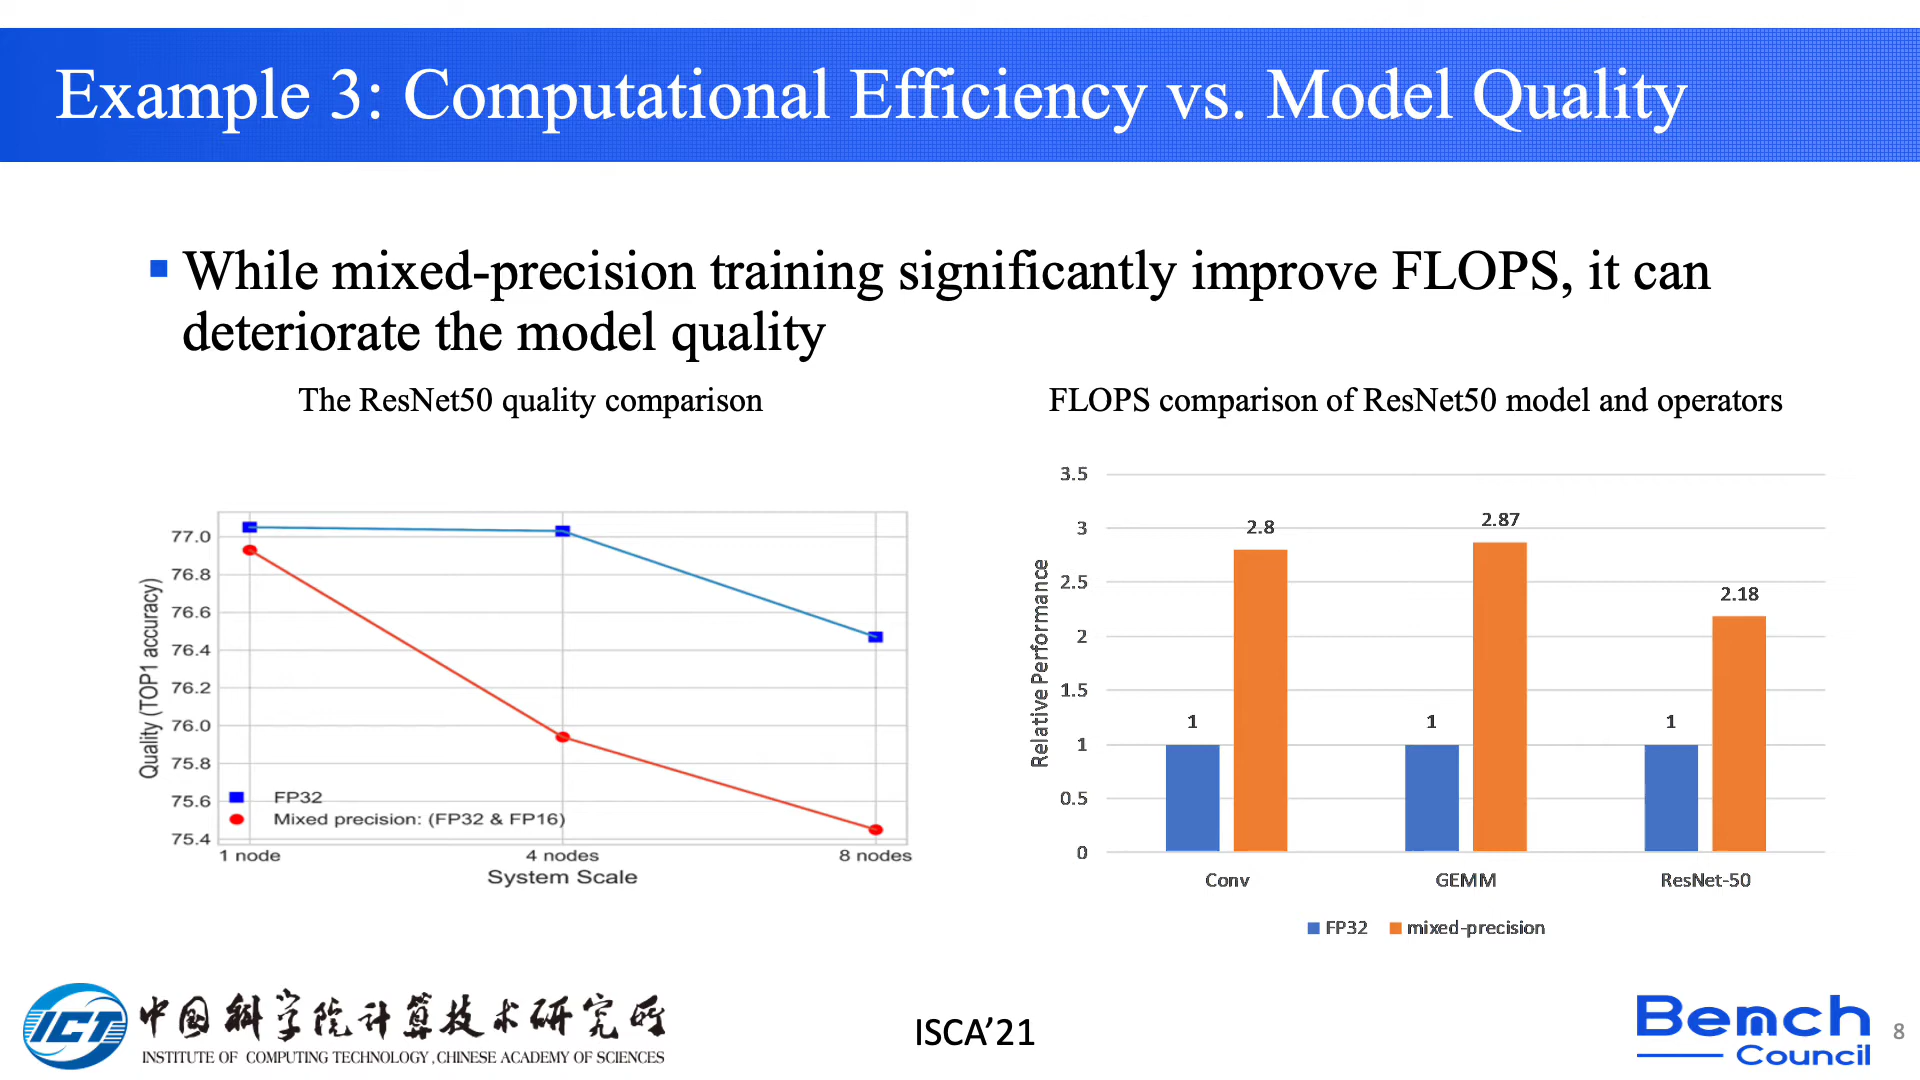 Example 3: Computational Efficiency vs. Model Quality
While mixed-precision training significantly improve FLOPS, it can
deteriorate the model quality
The ResNet50 quality comparison
77.0
76.8
76.6
76.4
76.2
76.0
75.8
75.6
75.4
Quality (TOP1 accuracy)
FP32
Mixed precision: (FP32 & FP16)
1 node
4 nodes
8 nodes
System Scale
FLOPS comparison of ResNet50 model and operators
3.5
3
2.5
2
1.5
1
0.5
0
Relative Performance
1
2.8
1
2.87
1
2.18
Conv
GEMM
ResNet-50
FP32
mixed-precision
ICT
中国科学院计算技术研究所
INSTITUTE OF COMPUTING TECHNOLOGY, CHINESE ACADEMY OF SCIENCES
ISCA’21
Bench
Council
8